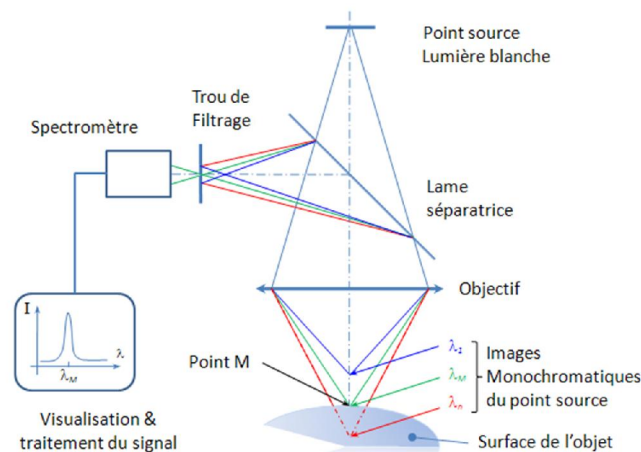 Point source
Lumière blanche
Trou de
Filtrage
Spectromètre
Lame
séparatrice
Objectif
I
λ
λM
Point M
λ1
λM
λn
Images
Monochromatiques
du point source
Visualisation &
traitement du signal
Surface de l'objet